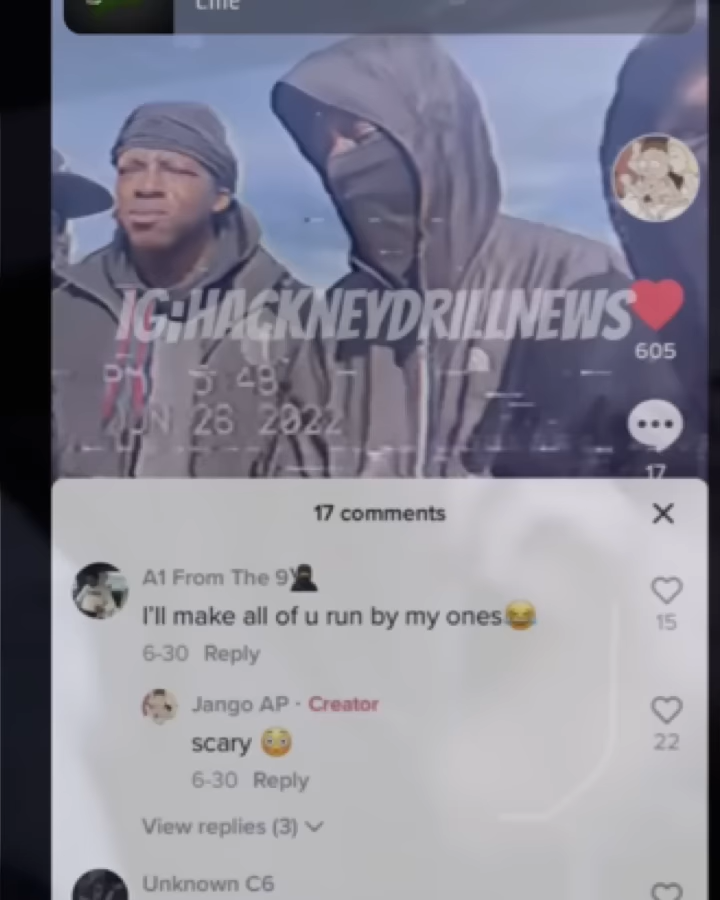 IG;HACKNEYDRILLNEWS
605
PM 5 48
JUN 28 2022
17
17 comments
A1 From The 9
I'll make all of u run by my ones😂
15
6-30 Reply
Jango AP · Creator
scary 😳
22
6-30 Reply
View replies (3)
Unknown C6